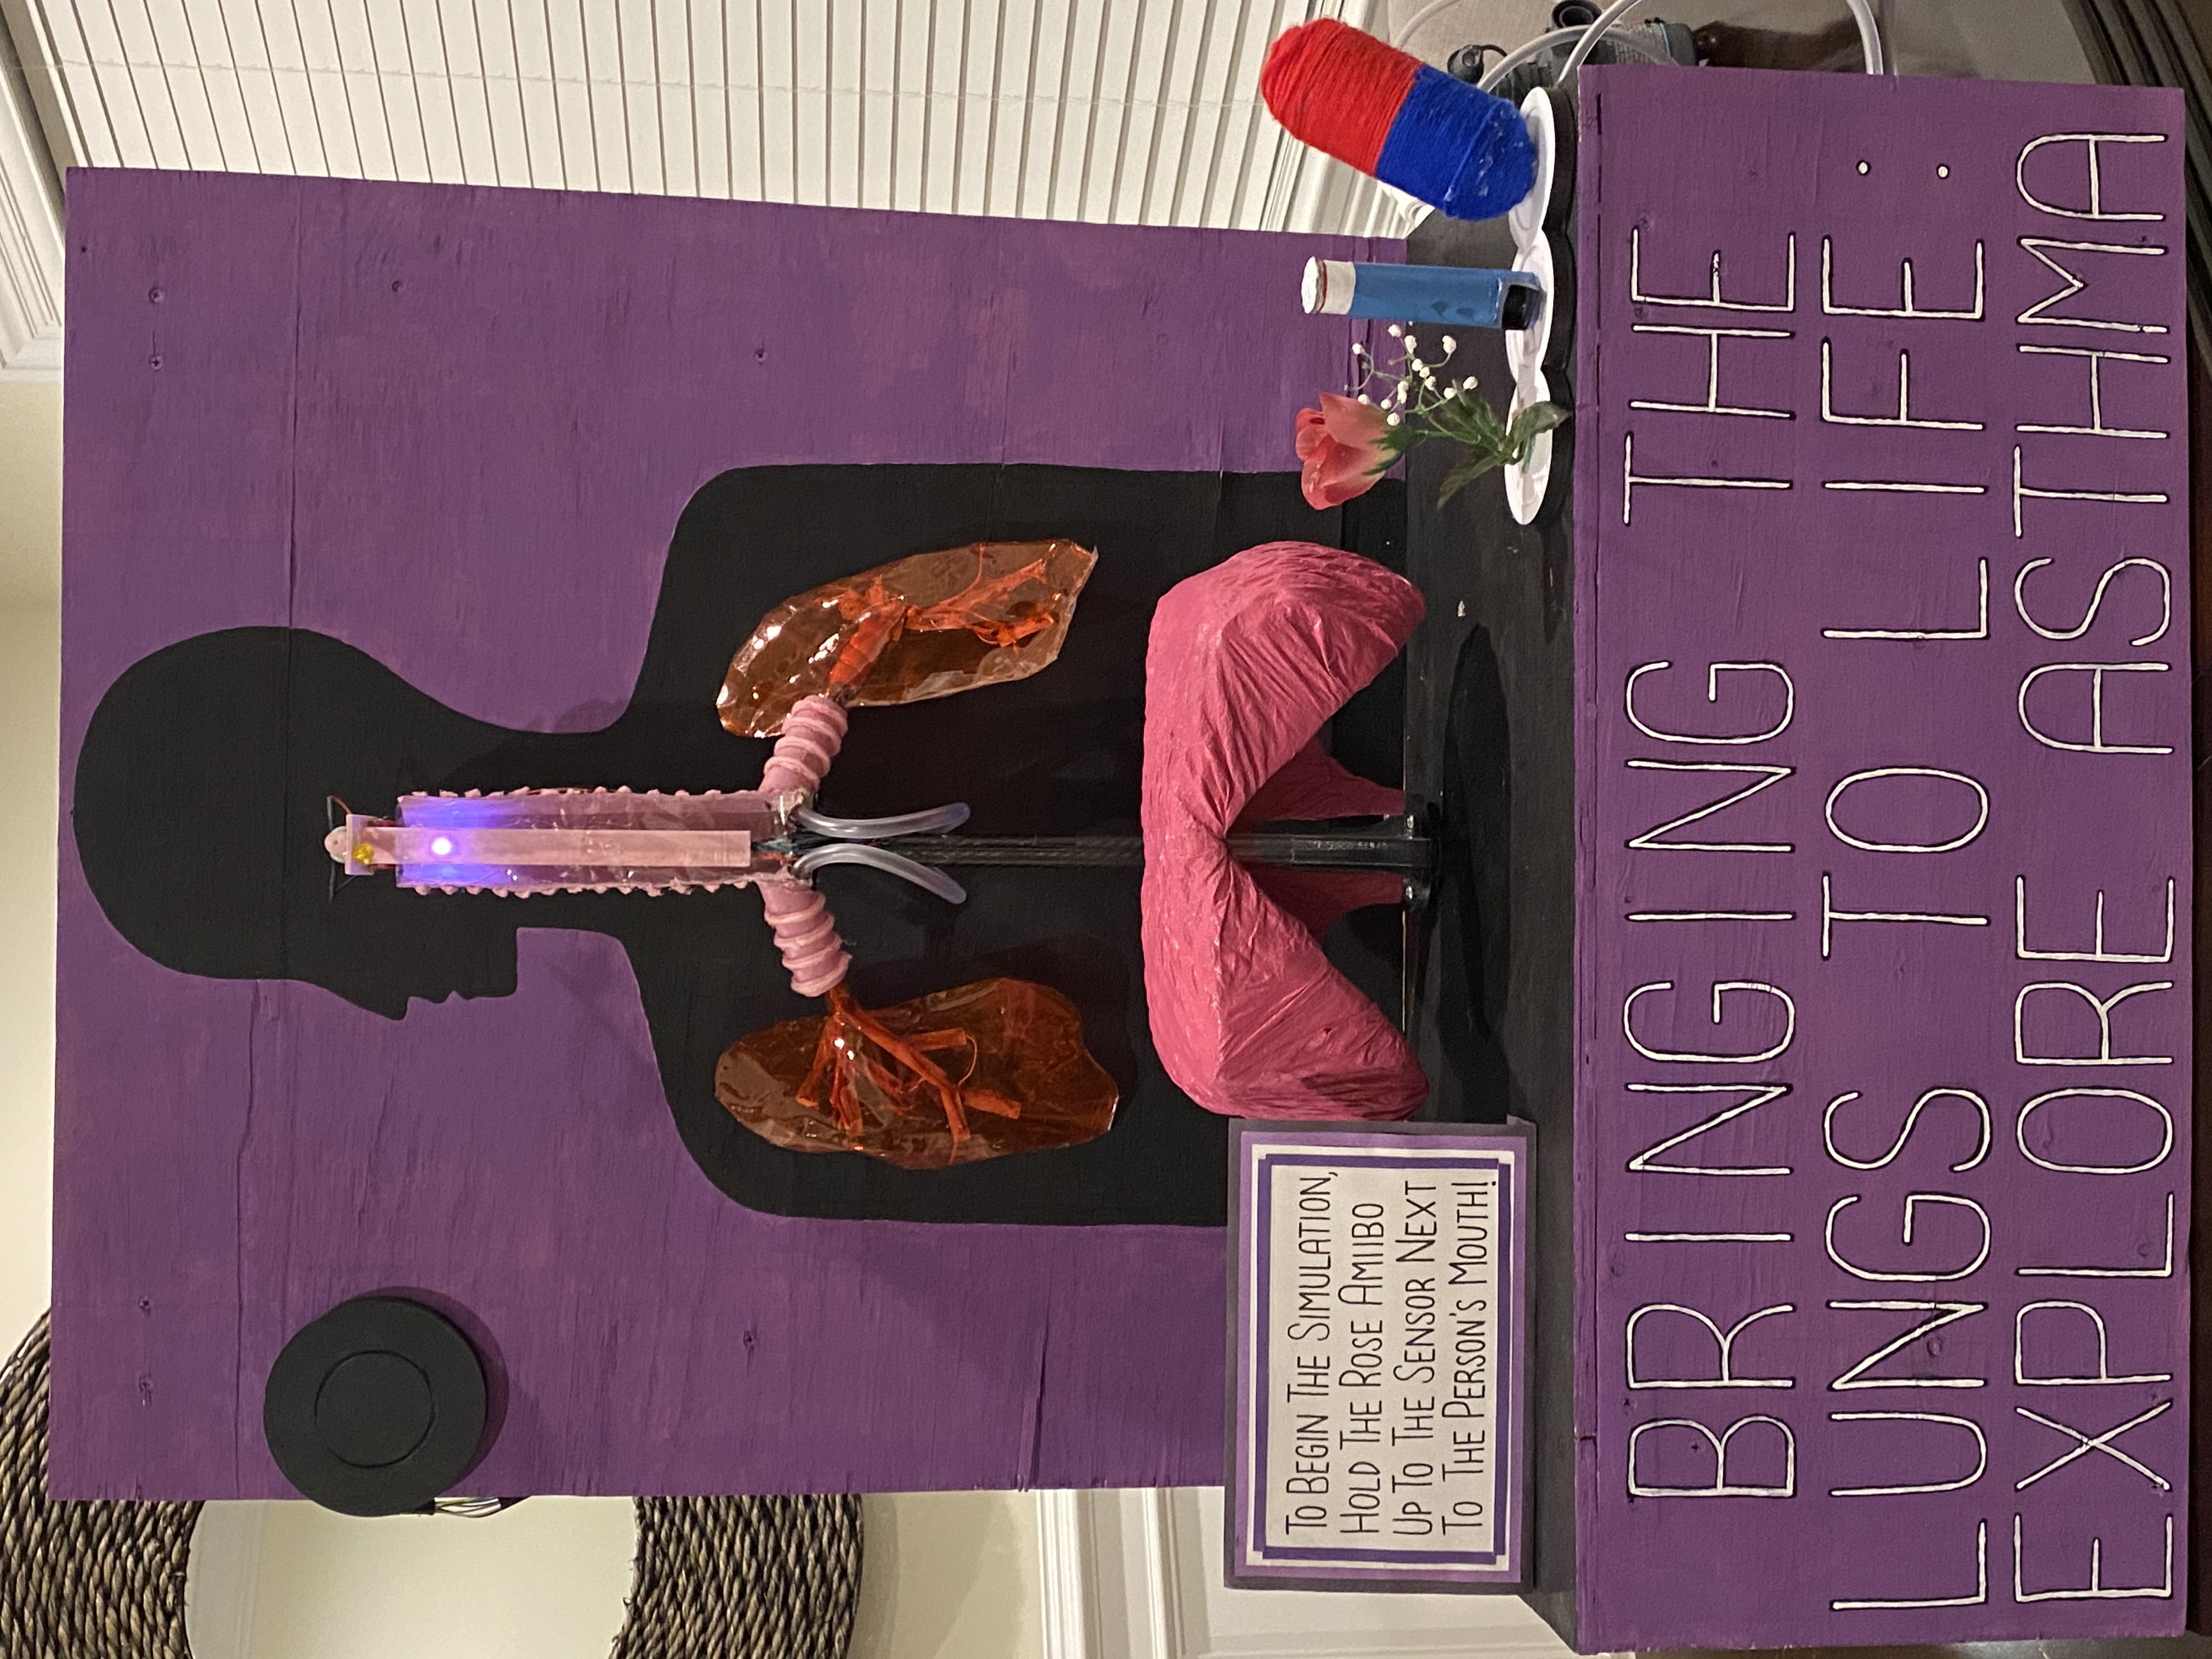 TO BEGIN THE SIMULATION,
HOLD THE ROSE AMIIBO
UP TO THE SENSOR NEXT
TO THE PERSON'S MOUTH!
BRINGING THE
LUNGS TO LIFE:
EXPLORE ASTHMA